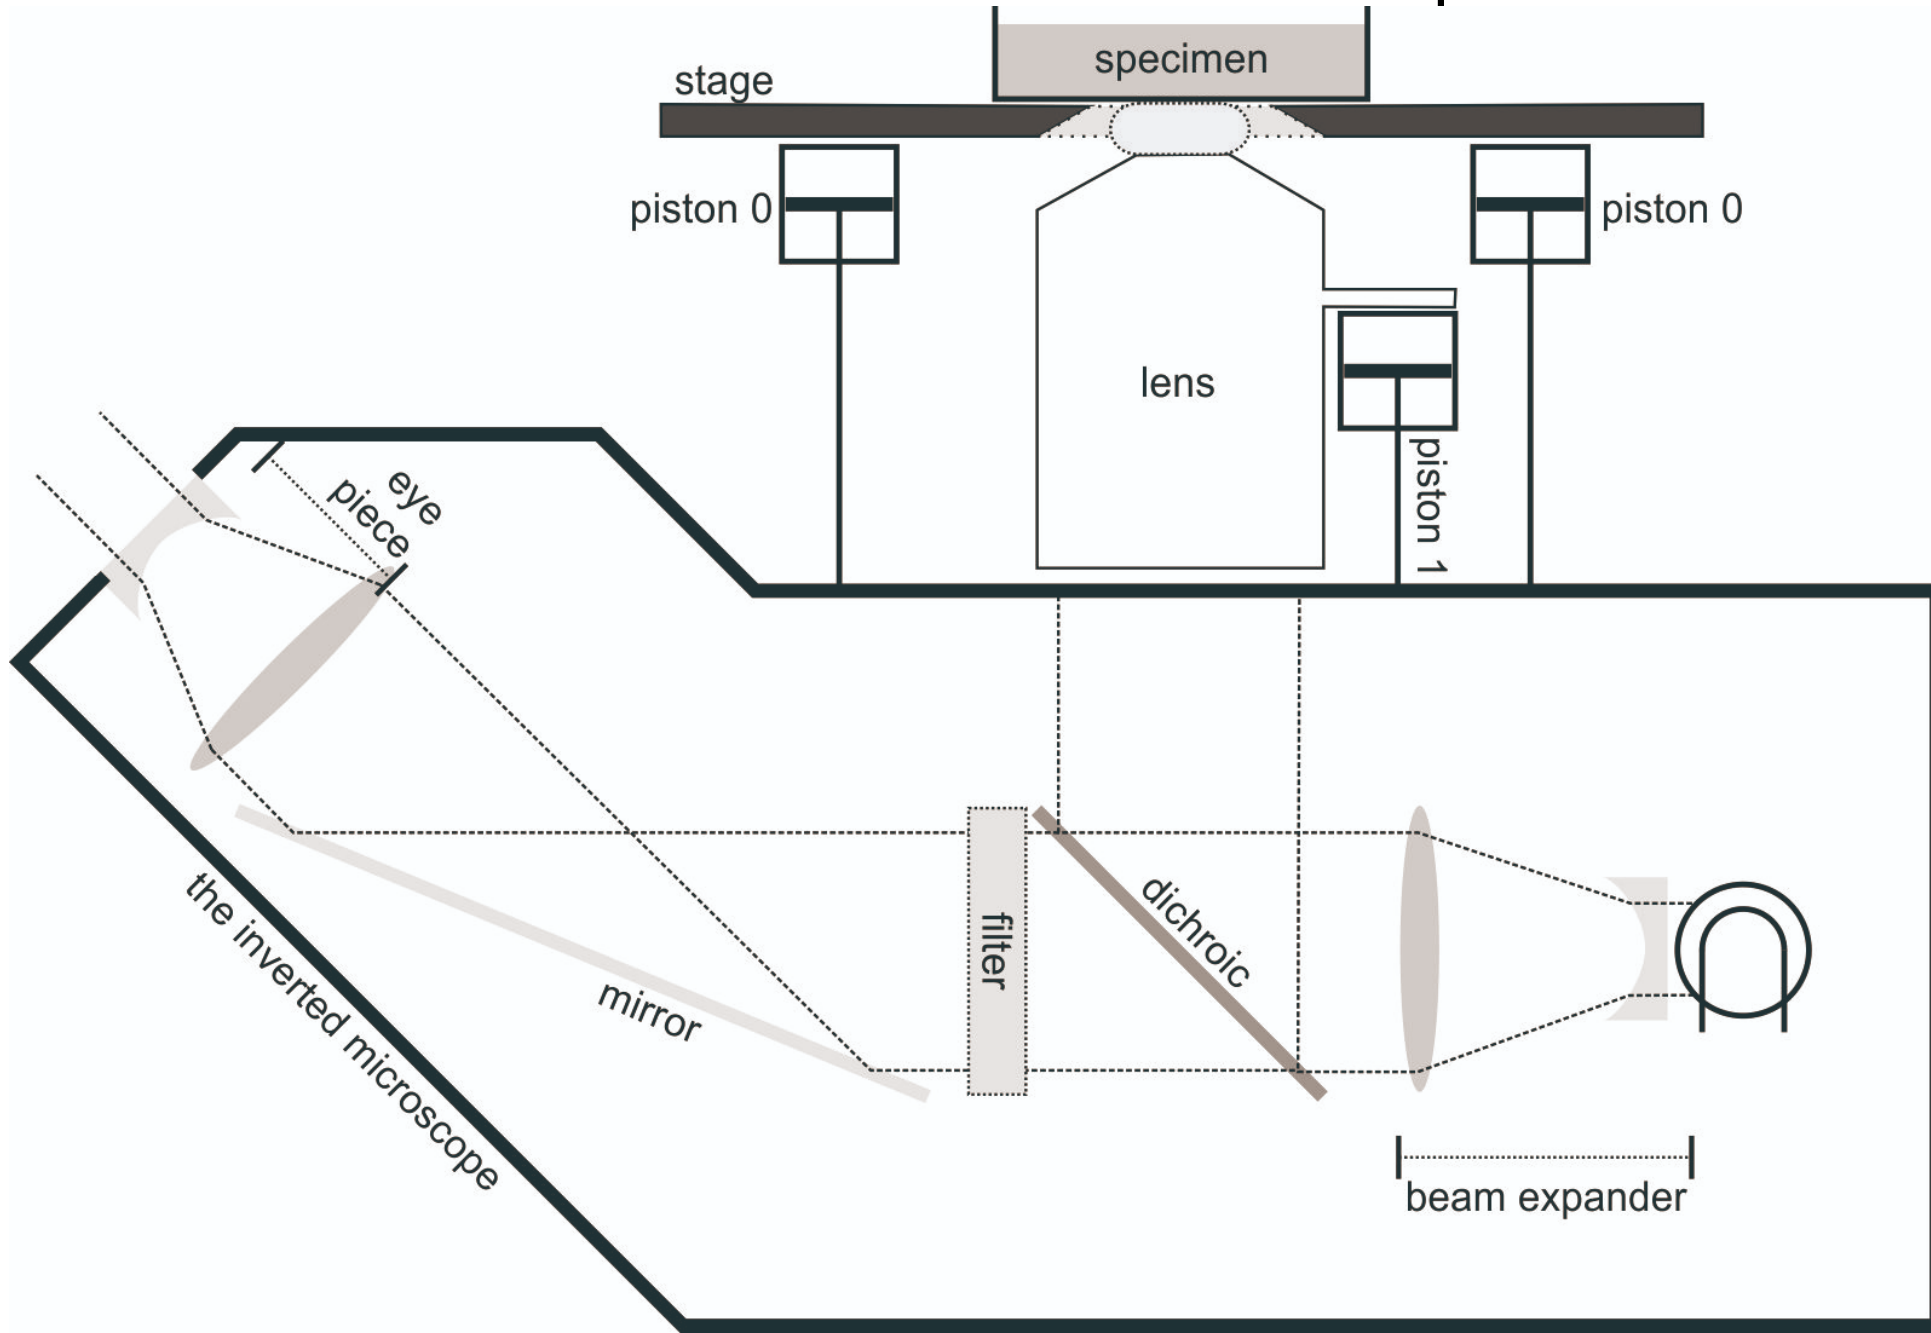 specimen
stage
piston 0
piston 0
lens
piston 1
eye
piece
filter
dichroic
mirror
the inverted microscope
beam expander